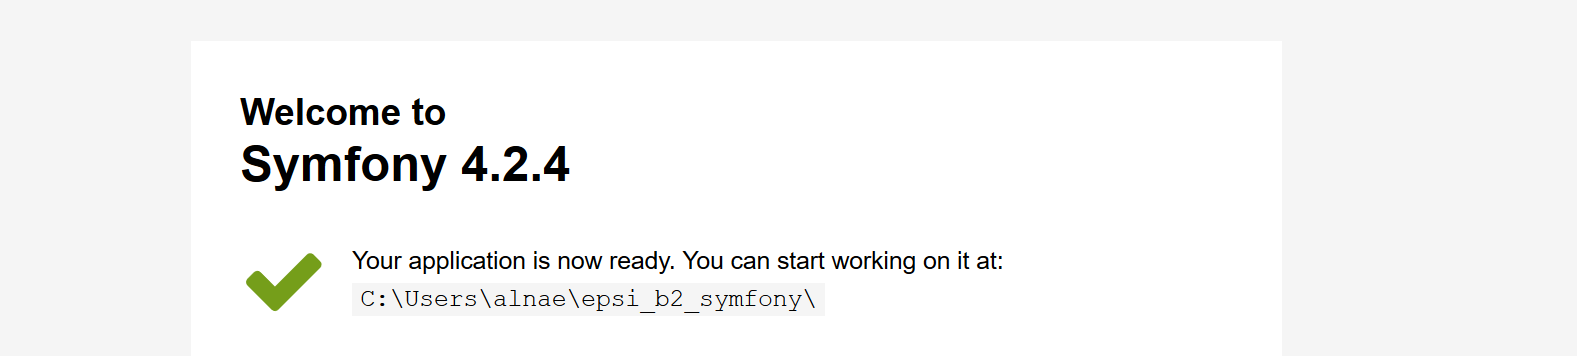 Welcome to
Symfony 4.2.4
Your application is now ready. You can start working on it at:
C:\Users\alnae\epsi_b2_symfony\